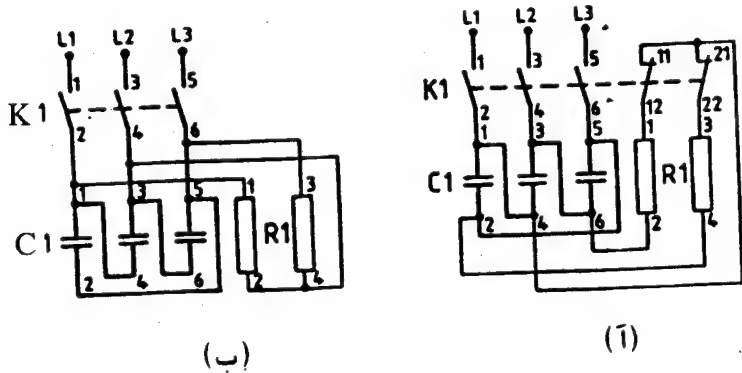 L1 L2 L3
1 3 5
K1
2 4 6
1 3 5 1 3
C1 R1
2 4 6 2 4
(ب)
L1 L2 L3
1 3 5 11 21
K1
2 4 6 12 22
1 3 5 1 3
C1 R1
2 4 6 2 4
(آ)